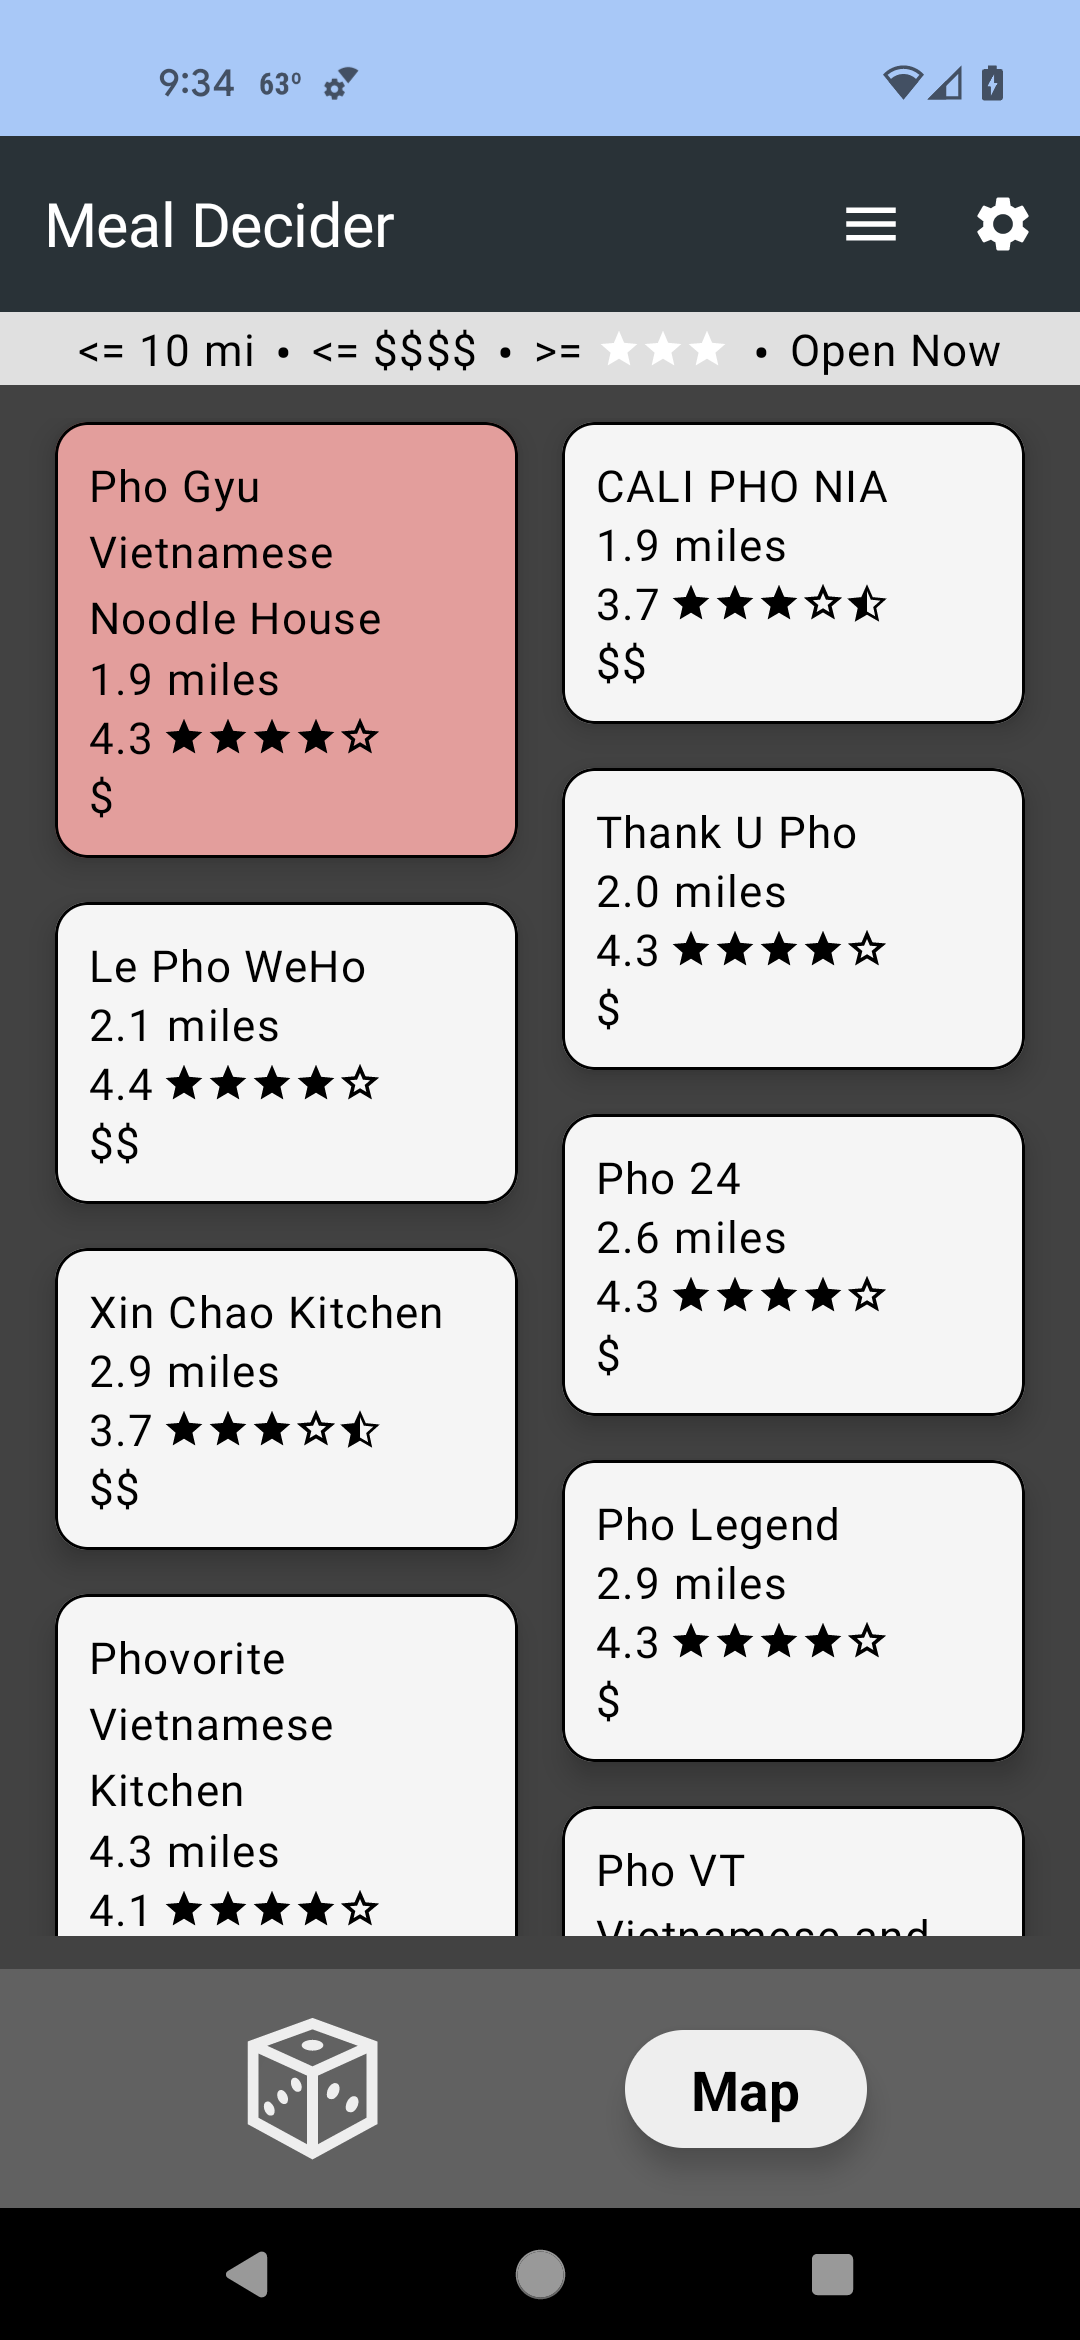 9:34 63°
Meal Decider
<= 10 mi • <= $$$$ • >= ★★★ • Open Now
Pho Gyu
Vietnamese
Noodle House
1.9 miles
4.3 ★★★★☆
$
CALI PHO NIA
1.9 miles
3.7
$$
Thank U Pho
2.0 miles
4.3 ★★★★☆
$
Le Pho WeHo
2.1 miles
4.4 ★★★★☆
$$
Pho 24
2.6 miles
4.3 ★★★★☆
$
Xin Chao Kitchen
2.9 miles
3.7
$$
Pho Legend
2.9 miles
4.3 ★★★★☆
$
Phovorite
Vietnamese
Kitchen
4.3 miles
4.1 ★★★★☆
Pho VT
Vietnamese and
Map